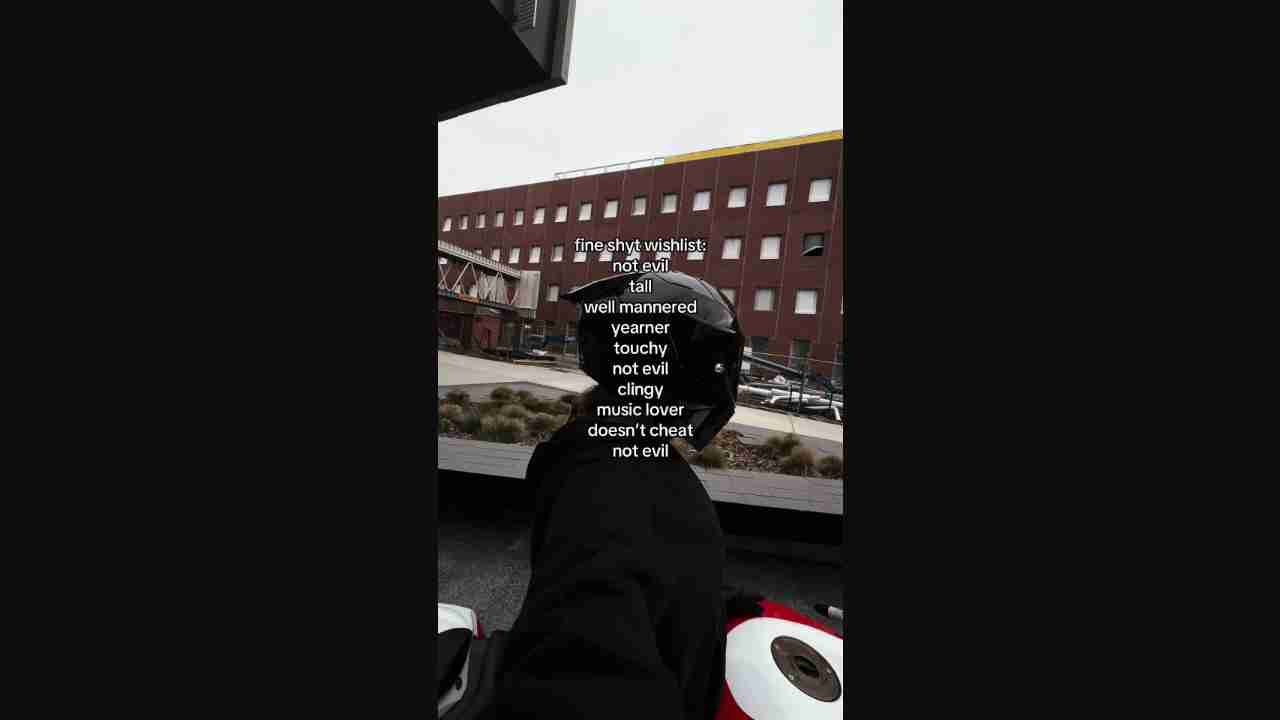 fine shyt wishlist:
not evil
tall
well mannered
yearner
touchy
not evil
clingy
music lover
doesn't cheat
not evil